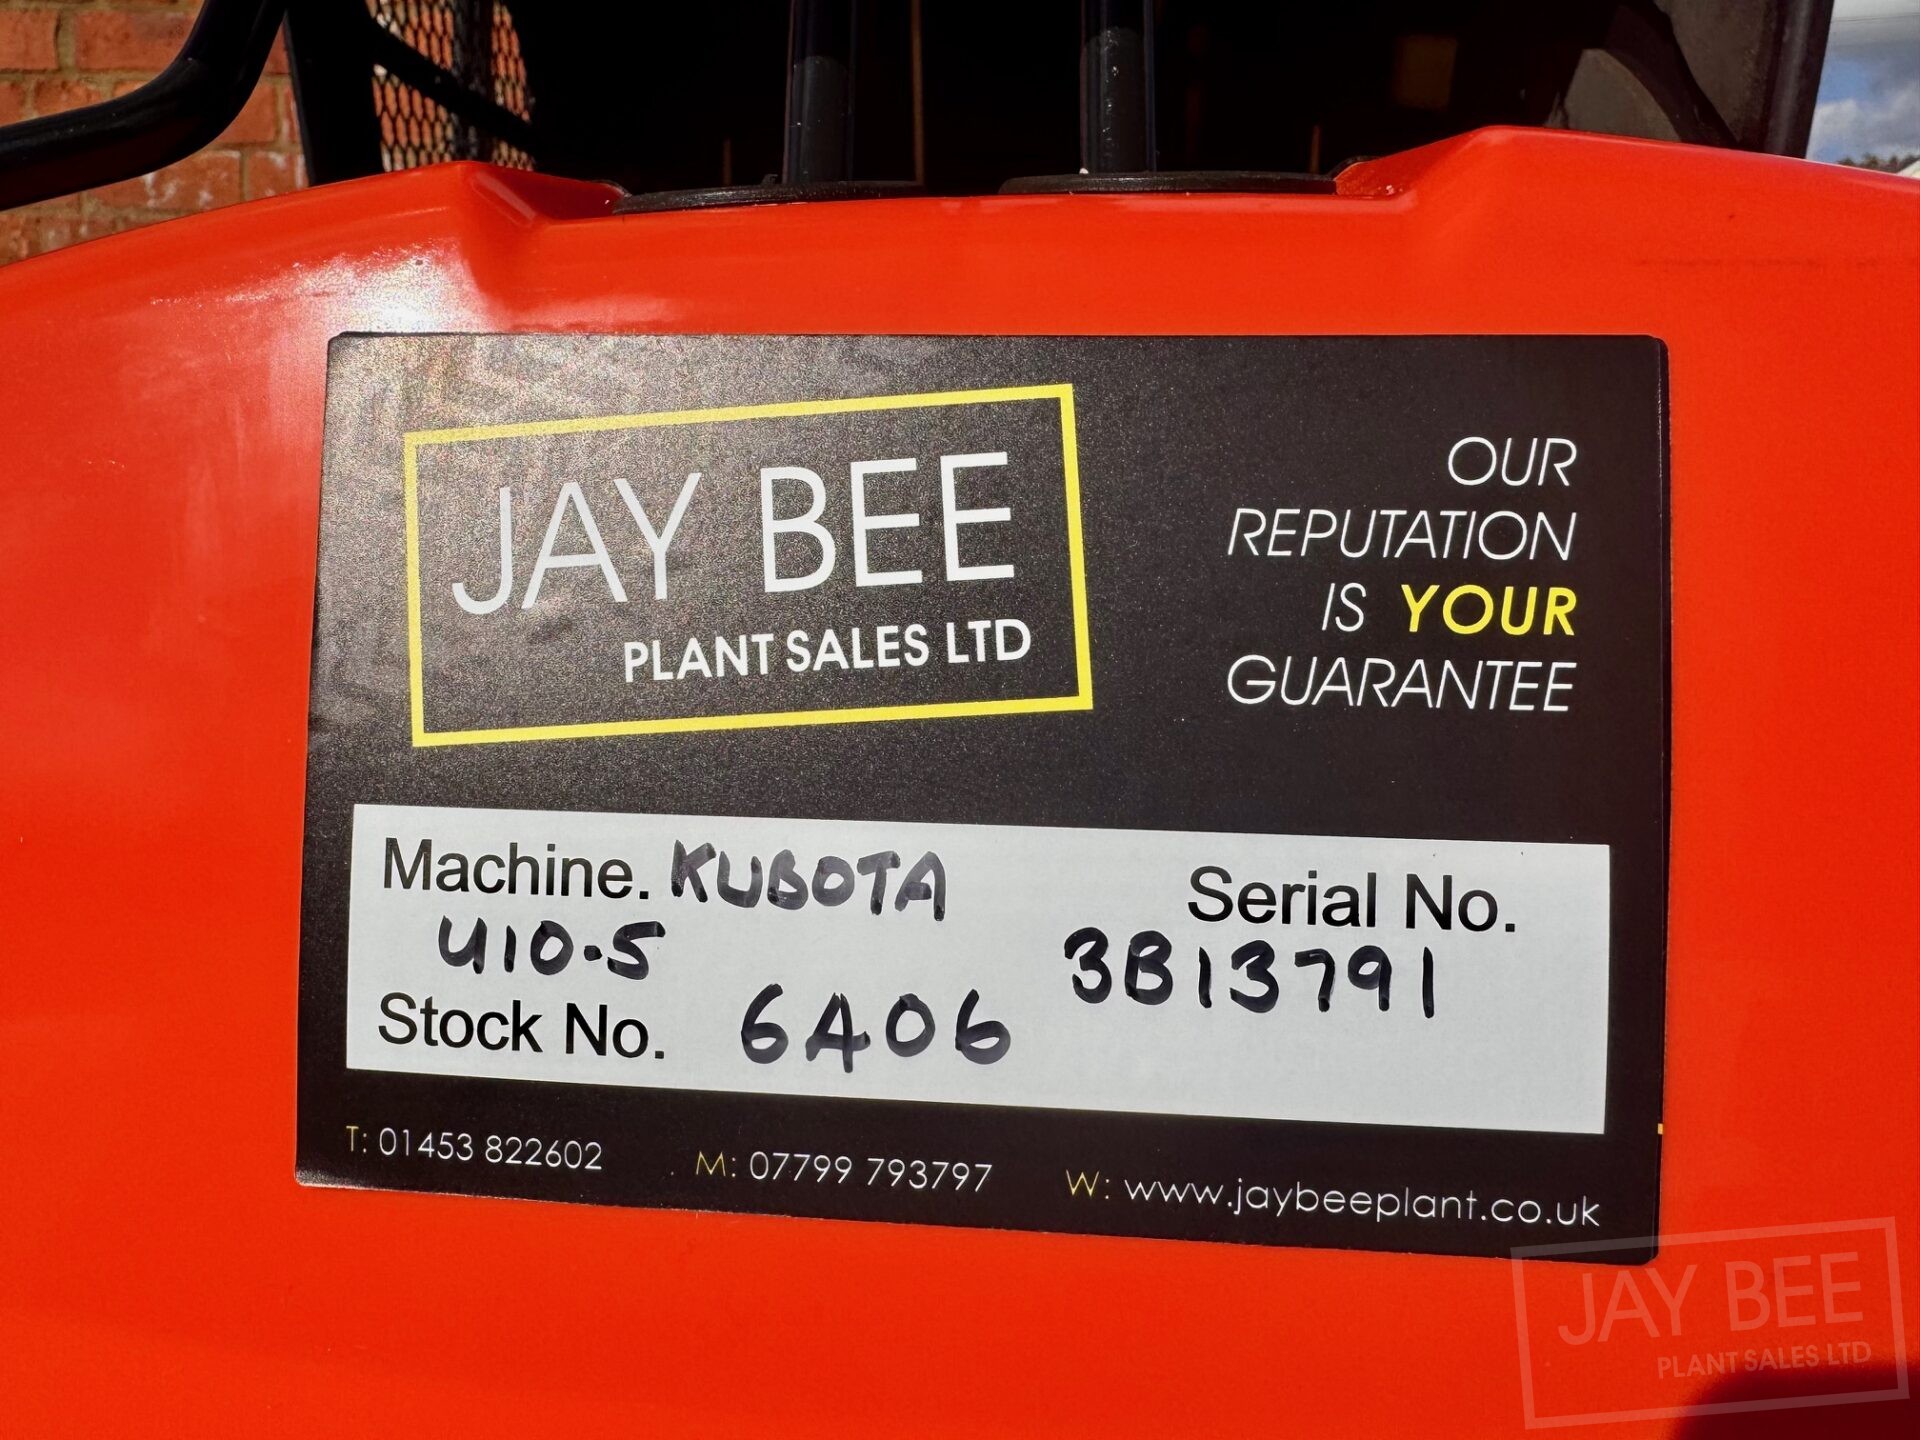 JAY BEE
PLANT SALES LTD
OUR
REPUTATION
IS YOUR
GUARANTEE
Machine. KUBOTA
U10-5
Serial No.
3B13791
Stock No. 6A06
T: 01453 822602 M: 07799 793797 W: www.jaybeeplant.co.uk
JAY BEE
PLANT SALES LTD